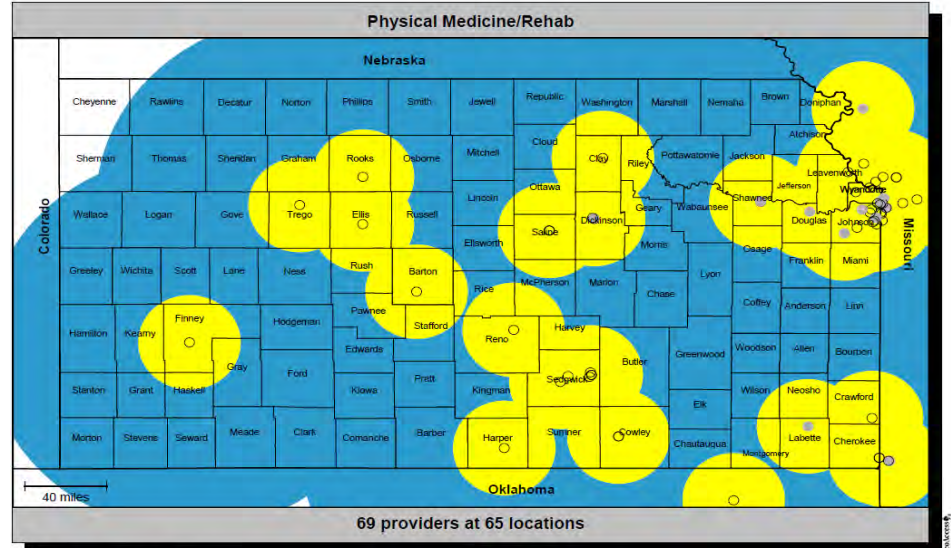 Physical Medicine/Rehab
Nebraska
Cheyenne Rawlins Decatur Norton Phillips Smith Jewell Republic Washington Marshall Nemaha Brown Doniphan
Atchison
Cloud
Sherman Thomas Sheridan Graham Rooks Osborne Mitchell Clay Riley Pottawatomie Jackson
Leavenworth
Jefferson
Ottawa
Wyandotte
Lincoln
Wallace Logan Gove Trego Ellis Russell Saline Dickinson Geary Wabaunsee Shawnee Douglas Johnson
Ellsworth Morris
Osage Franklin Miami
Colorado
Missouri
Greeley Wichita Scott Lane Ness Rush Barton Rice McPherson Marion Chase Lyon
Coffey Anderson Linn
Hamilton Kearny Finney Hodgeman Pawnee Stafford Reno Harvey
Edwards
Gray Ford Sedgwick Butler Greenwood Woodson Allen Bourbon
Stanton Grant Haskell Kiowa Pratt Kingman Elk Wilson Neosho Crawford
Morton Stevens Seward Meade Clark Comanche Barber Harper Sumner Cowley Chautauqua Montgomery Labette Cherokee
40 miles
Oklahoma
69 providers at 65 locations